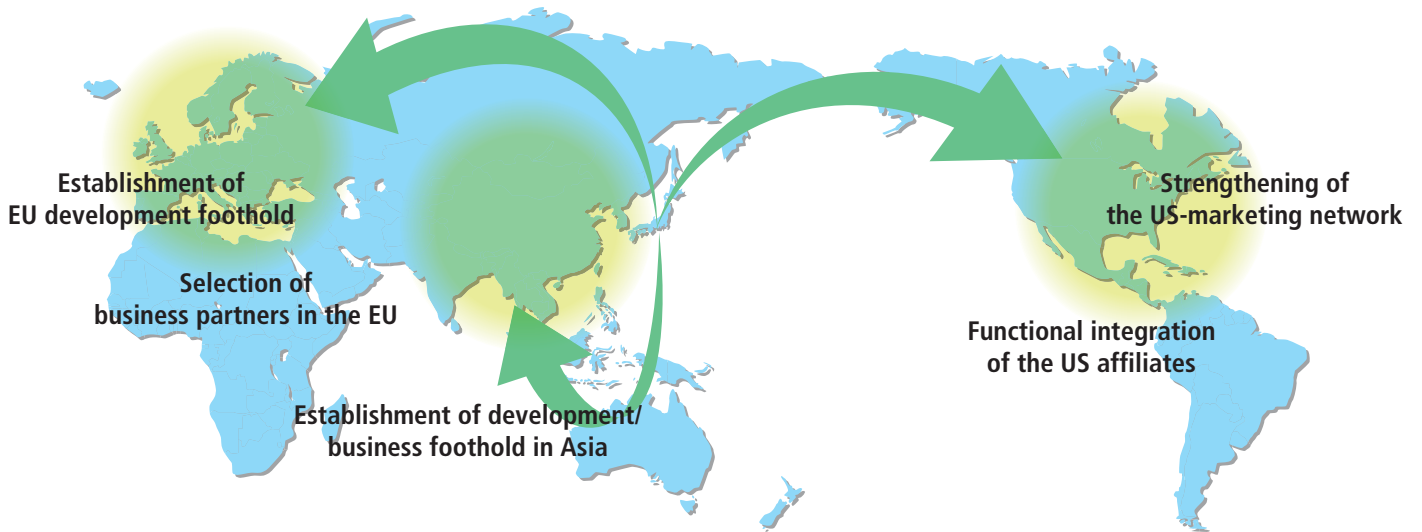 Establishment of
EU development foothold
Selection of
business partners in the EU
Establishment of development/
business foothold in Asia
Strengthening of
the US-marketing network
Functional integration
of the US affiliates